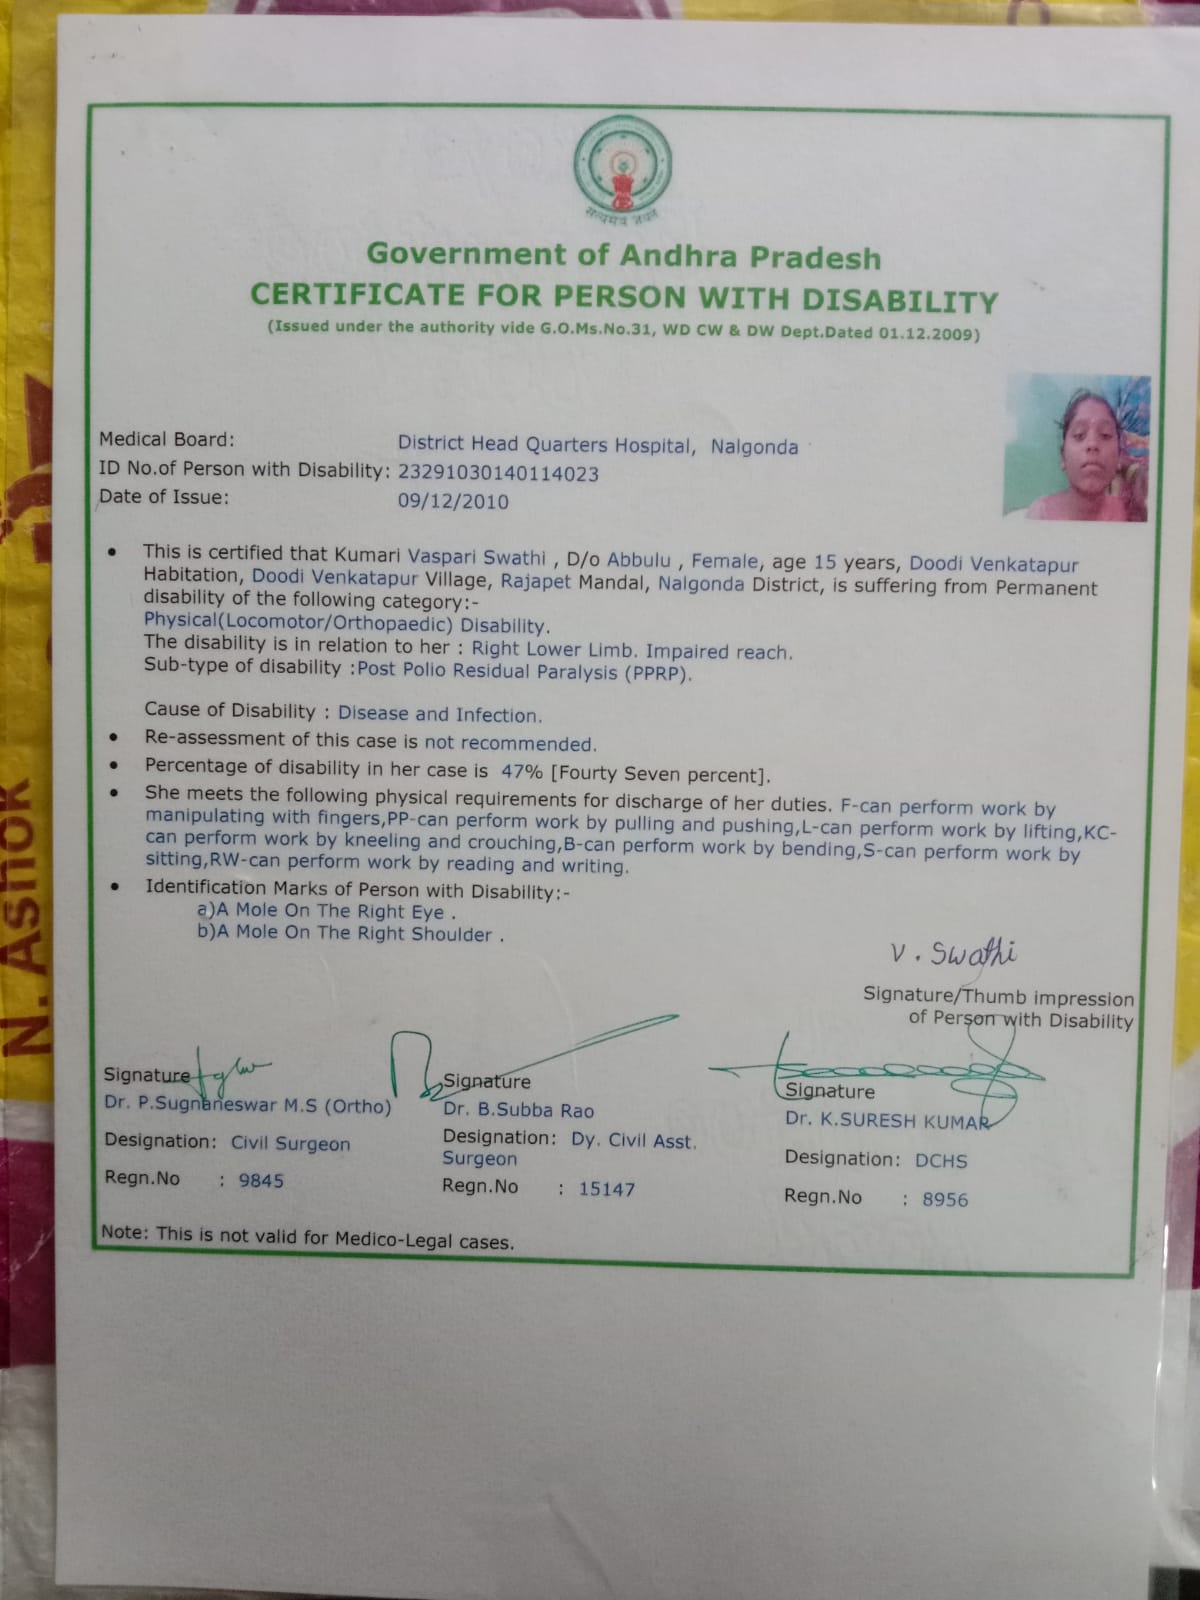 सत्यमेव जयते
Government of Andhra Pradesh
CERTIFICATE FOR PERSON WITH DISABILITY
(Issued under the authority vide G.O.Ms.No.31, WD CW & DW Dept.Dated 01.12.2009)
Medical Board: District Head Quarters Hospital, Nalgonda
ID No.of Person with Disability: 23291030140114023
Date of Issue: 09/12/2010
• This is certified that Kumari Vaspari Swathi , D/o Abbulu , Female, age 15 years, Doodi Venkatapur
Habitation, Doodi Venkatapur Village, Rajapet Mandal, Nalgonda District, is suffering from Permanent
disability of the following category:-
Physical(Locomotor/Orthopaedic) Disability.
The disability is in relation to her : Right Lower Limb. Impaired reach.
Sub-type of disability :Post Polio Residual Paralysis (PPRP).
Cause of Disability : Disease and Infection.
• Re-assessment of this case is not recommended.
• Percentage of disability in her case is 47% [Fourty Seven percent].
• She meets the following physical requirements for discharge of her duties. F-can perform work by
manipulating with fingers,PP-can perform work by pulling and pushing,L-can perform work by lifting,KC-
can perform work by kneeling and crouching,B-can perform work by bending,S-can perform work by
sitting,RW-can perform work by reading and writing.
• Identification Marks of Person with Disability:-
a)A Mole On The Right Eye .
b)A Mole On The Right Shoulder .
V. Swathi
Signature/Thumb impression
of Person with Disability
Signature
Dr. P.Sugnaneswar M.S (Ortho)
Designation: Civil Surgeon
Regn.No : 9845
Signature
Dr. B.Subba Rao
Designation: Dy. Civil Asst.
Surgeon
Regn.No : 15147
Signature
Dr. K.SURESH KUMAR
Designation: DCHS
Regn.No : 8956
Note: This is not valid for Medico-Legal cases.
N. Ashok